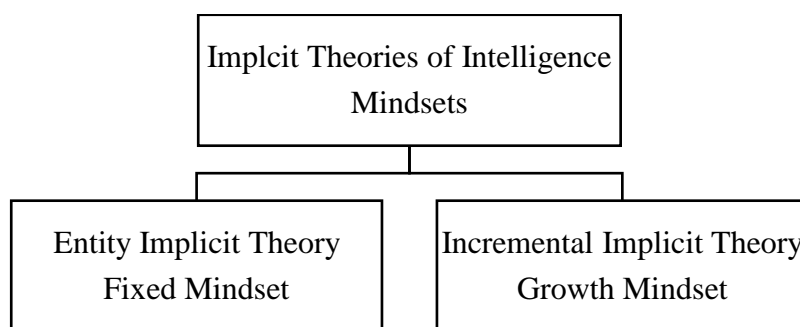 Implcit Theories of Intelligence
Mindsets
Entity Implicit Theory
Fixed Mindset
Incremental Implicit Theory
Growth Mindset